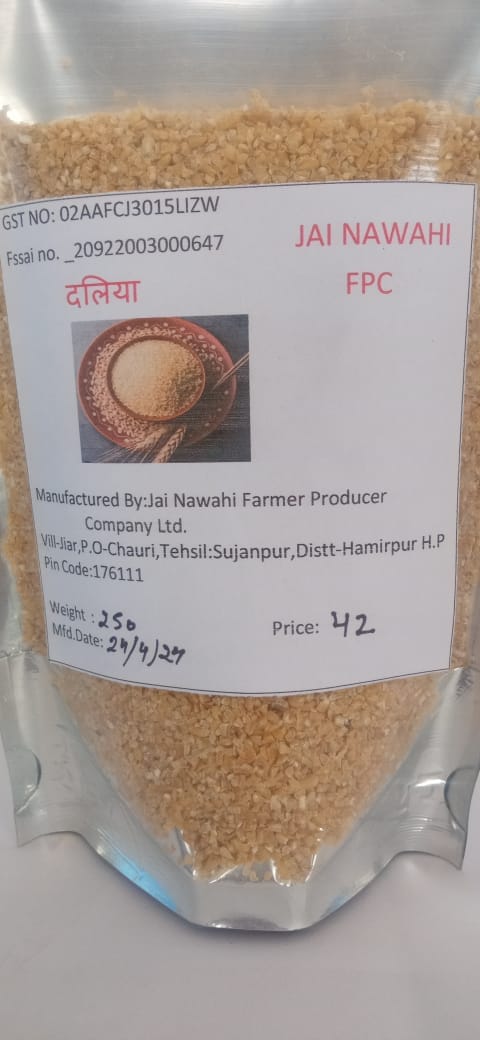 GST NO: 02AAFCJ3015LIZW
Fssai no. _20922003000647
JAI NAWAHI
FPC
दलिया
Manufactured By:Jai Nawahi Farmer Producer
Company Ltd.
Vill-Jiar,P.O-Chauri,Tehsil:Sujanpur,Distt-Hamirpur H.P
Pin Code:176111
Weight : 250
Mfd.Date: 24/4/24
Price: 42